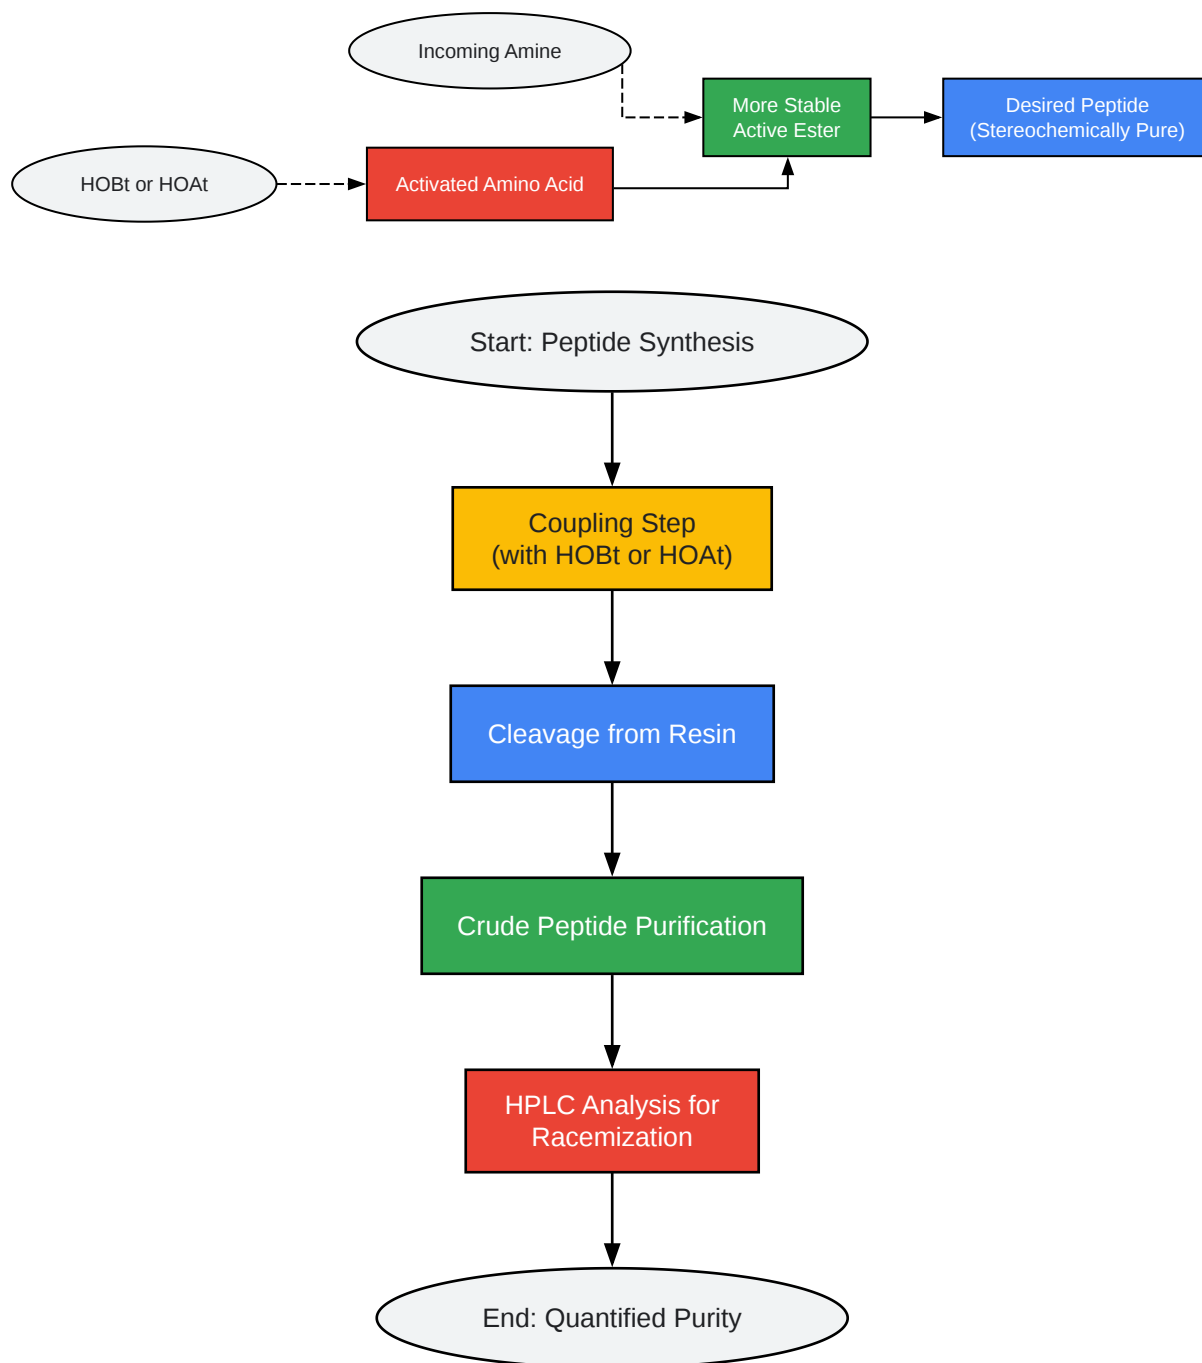 Incoming Amine
More Stable
Active Ester
Desired Peptide
(Stereochemically Pure)
HOBt or HOAt
Activated Amino Acid
Start: Peptide Synthesis
Coupling Step
(with HOBt or HOAt)
Cleavage from Resin
Crude Peptide Purification
HPLC Analysis for
Racemization
End: Quantified Purity